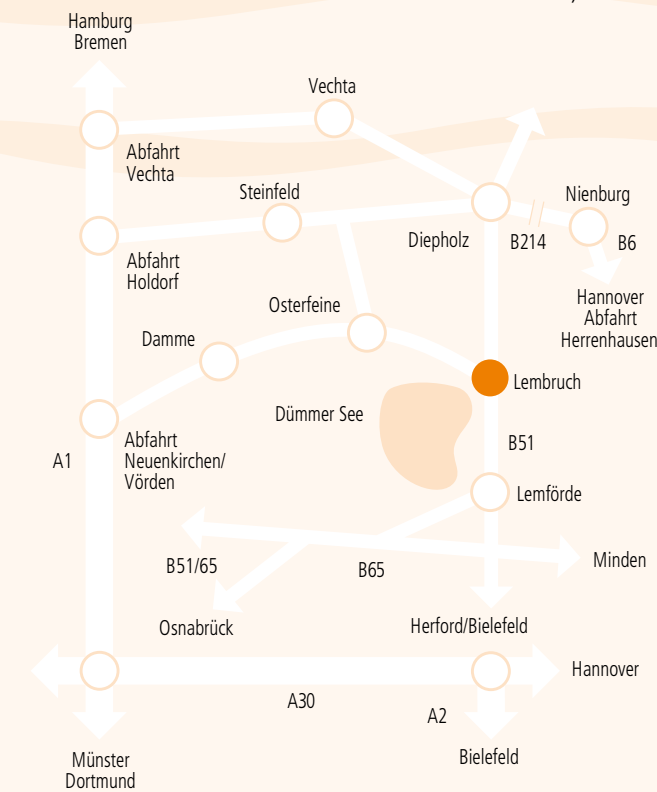 Hamburg
Bremen
Vechta
Abfahrt
Vechta
Steinfeld
Nienburg
Diepholz
B214
B6
Abfahrt
Holdorf
Hannover
Abfahrt
Herrenhausen
Osterfeine
Damme
Lembruch
Dümmer See
Abfahrt
Neuenkirchen/
Vörden
A1
B51
Lemförde
B51/65
B65
Minden
Osnabrück
Herford/Bielefeld
Hannover
A30
A2
Münster
Dortmund
Bielefeld